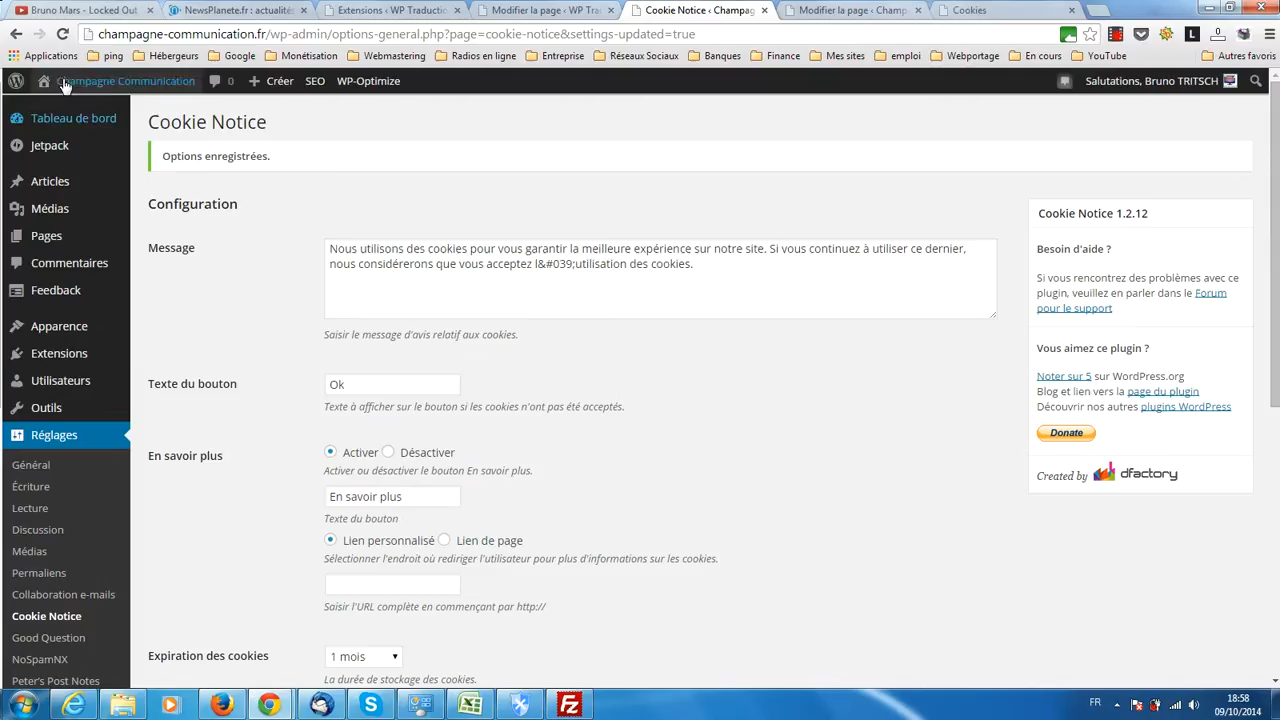 Bruno Mars - Locked Out
NewsPlanete.fr : actualité
Extensions ‹ WP Traductio
Modifier la page ‹ WP Tra
Cookie Notice ‹ Champag
Modifier la page ‹ Champ
Cookies
champagne-communication.fr/wp-admin/options-general.php?page=cookie-notice&settings-updated=true
Applications
ping
Hébergeurs
Google
Monétisation
Webmastering
Radios en ligne
Entreprise
Réseaux Sociaux
Banques
Finance
Mes sites
emploi
Webportage
En cours
YouTube
Autres favoris
Champagne Communication
0
Créer
SEO
WP-Optimize
Salutations, Bruno TRITSCH
Tableau de bord
Jetpack
Articles
Médias
Pages
Commentaires
Feedback
Apparence
Extensions
Utilisateurs
Outils
Réglages
Général
Écriture
Lecture
Discussion
Médias
Permaliens
Collaboration e-mails
Cookie Notice
Good Question
NoSpamNX
Peter's Post Notes
Cookie Notice
Options enregistrées.
Configuration
Message
Nous utilisons des cookies pour vous garantir la meilleure expérience sur notre site. Si vous continuez à utiliser ce dernier,
nous considérerons que vous acceptez l&#039;utilisation des cookies.
Saisir le message d'avis relatif aux cookies.
Texte du bouton
Ok
Texte à afficher sur le bouton si les cookies n'ont pas été acceptés.
En savoir plus
Activer
Désactiver
Activer ou désactiver le bouton En savoir plus.
En savoir plus
Texte du bouton
Lien personnalisé
Lien de page
Sélectionner l'endroit où rediriger l'utilisateur pour plus d'informations sur les cookies.
Saisir l'URL complète en commençant par http://
Expiration des cookies
1 mois
La durée de stockage des cookies.
Cookie Notice 1.2.12
Besoin d'aide ?
Si vous rencontrez des problèmes avec ce
plugin, veuillez en parler dans le Forum
pour le support
Vous aimez ce plugin ?
Noter sur 5 sur WordPress.org
Blog et lien vers la page du plugin
Découvrir nos autres plugins WordPress
Donate
Created by dfactory
FR
18:58
09/10/2014